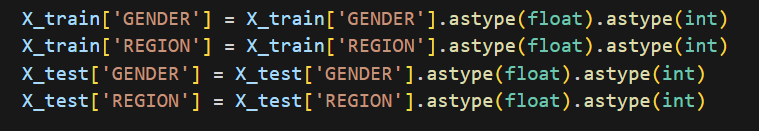 X_train['GENDER'] = X_train['GENDER'].astype(float).astype(int)
X_train['REGION'] = X_train['REGION'].astype(float).astype(int)
X_test['GENDER'] = X_test['GENDER'].astype(float).astype(int)
X_test['REGION'] = X_test['REGION'].astype(float).astype(int)